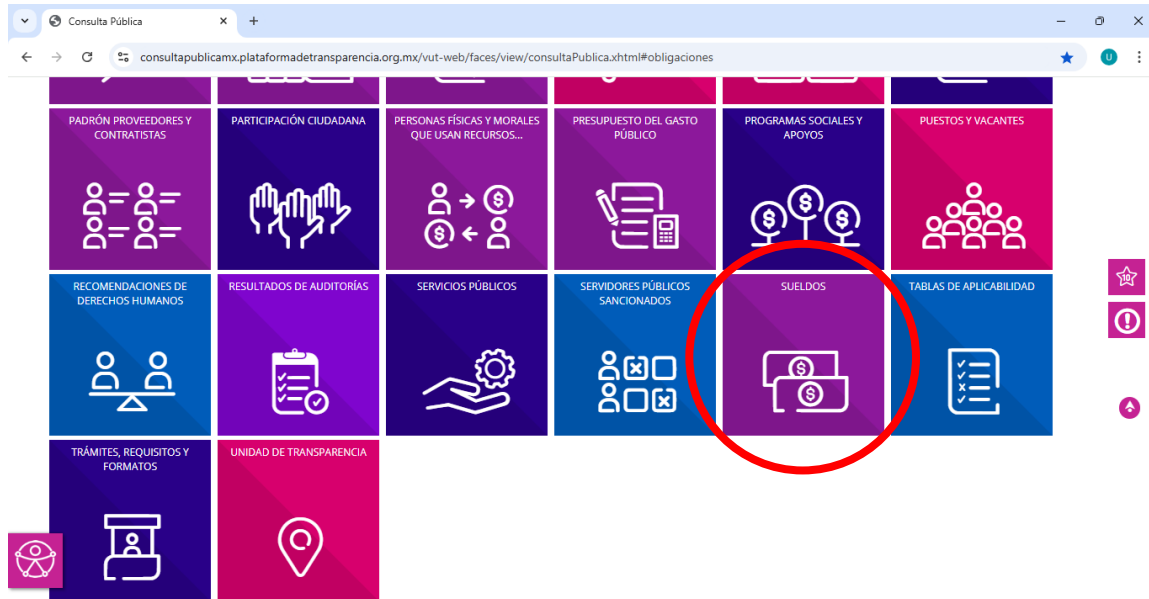 Consulta Pública
consultapublicamx.plataformadetransparencia.org.mx/vut-web/faces/view/consultaPublica.xhtml#obligaciones
U
PADRÓN PROVEEDORES Y
CONTRATISTAS
PARTICIPACIÓN CIUDADANA
PERSONAS FÍSICAS Y MORALES
QUE USAN RECURSOS...
PRESUPUESTO DEL GASTO
PÚBLICO
PROGRAMAS SOCIALES Y
APOYOS
PUESTOS Y VACANTES
RECOMENDACIONES DE
DERECHOS HUMANOS
RESULTADOS DE AUDITORÍAS
SERVICIOS PÚBLICOS
SERVIDORES PÚBLICOS
SANCIONADOS
SUELDOS
TABLAS DE APLICABILIDAD
10
TRÁMITES, REQUISITOS Y
FORMATOS
UNIDAD DE TRANSPARENCIA